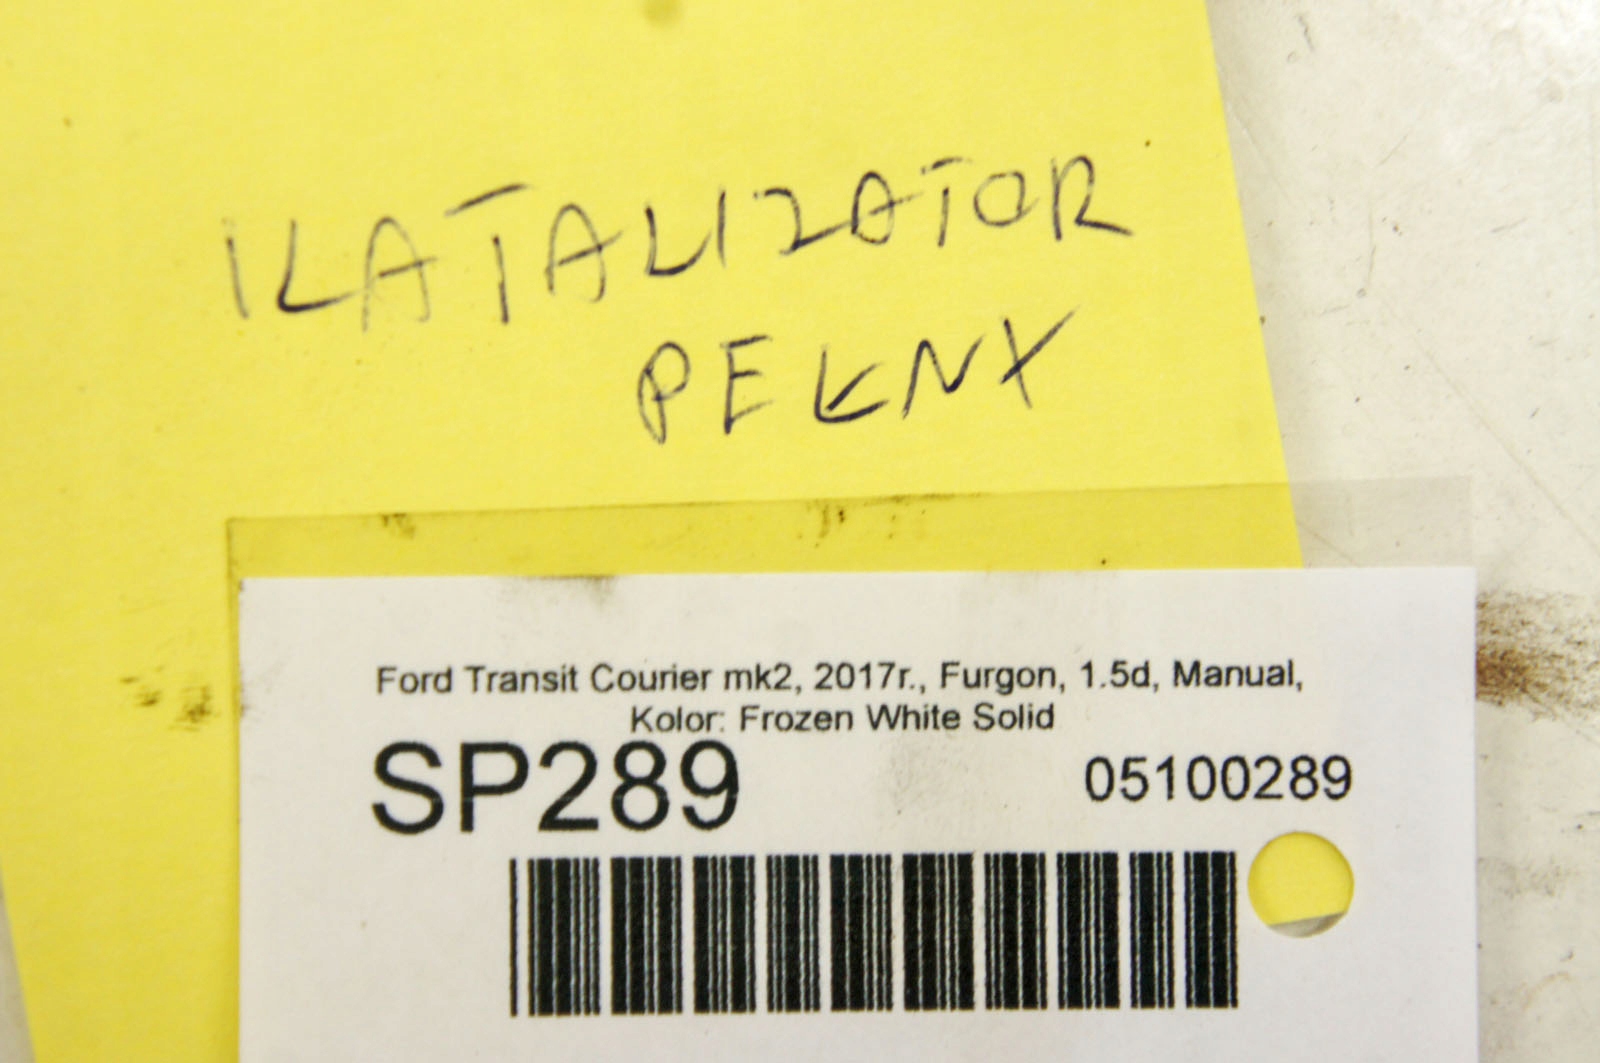 KATALIZATOR
PEŁNY
Ford Transit Courier mk2, 2017r., Furgon, 1.5d, Manual,
Kolor: Frozen White Solid
SP289
05100289